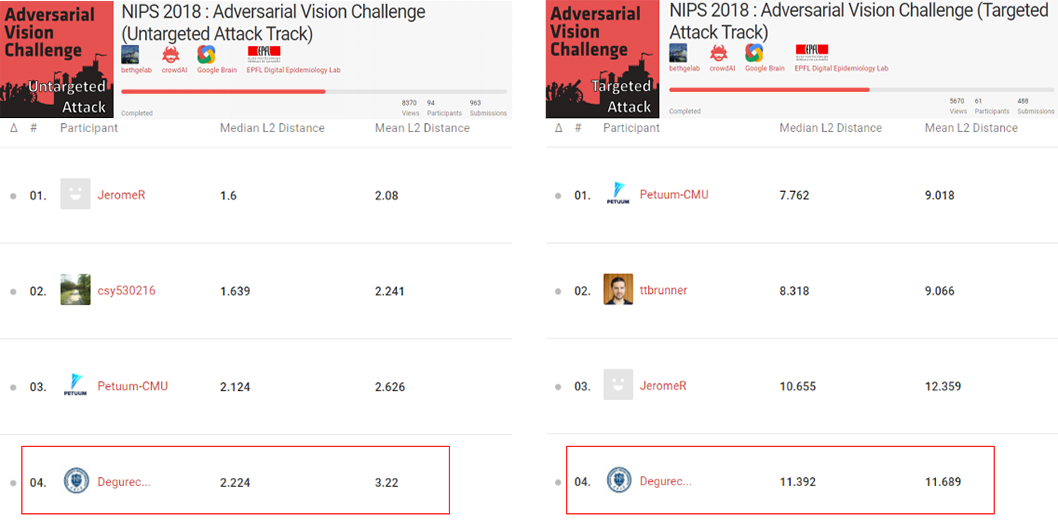 Adversarial
Vision
Challenge
Untargeted
Attack
NIPS 2018 : Adversarial Vision Challenge
(Untargeted Attack Track)
bethgelab crowdAI Google Brain EPFL Digital Epidemiology Lab
EPFL
8370 94 963
Completed Views Participants Submissions
Δ # Participant Median L2 Distance Mean L2 Distance
01. JeromeR 1.6 2.08
02. csy530216 1.639 2.241
PETUUM
03. Petuum-CMU 2.124 2.626
04. Degurec... 2.224 3.22
Adversarial
Vision
Challenge
Targeted
Attack
NIPS 2018 : Adversarial Vision Challenge (Targeted
Attack Track)
EPFL
bethgelab crowdAI Google Brain EPFL Digital Epidemiology Lab
5670 61 488
Completed Views Participants Submissions
Δ # Participant Median L2 Distance Mean L2 Distance
PETUUM
01. Petuum-CMU 7.762 9.018
02. ttbrunner 8.318 9.066
03. JeromeR 10.655 12.359
04. Degurec... 11.392 11.689